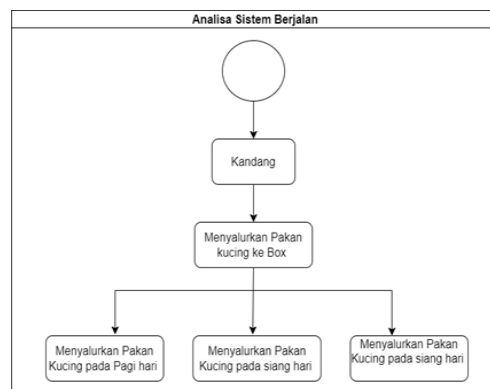 Analisa Sistem Berjalan
Kandang
Menyalurkan Pakan
kucing ke Box
Menyalurkan Pakan
Kucing pada Pagi hari
Menyalurkan Pakan
Kucing pada siang hari
Menyalurkan Pakan
Kucing pada siang hari